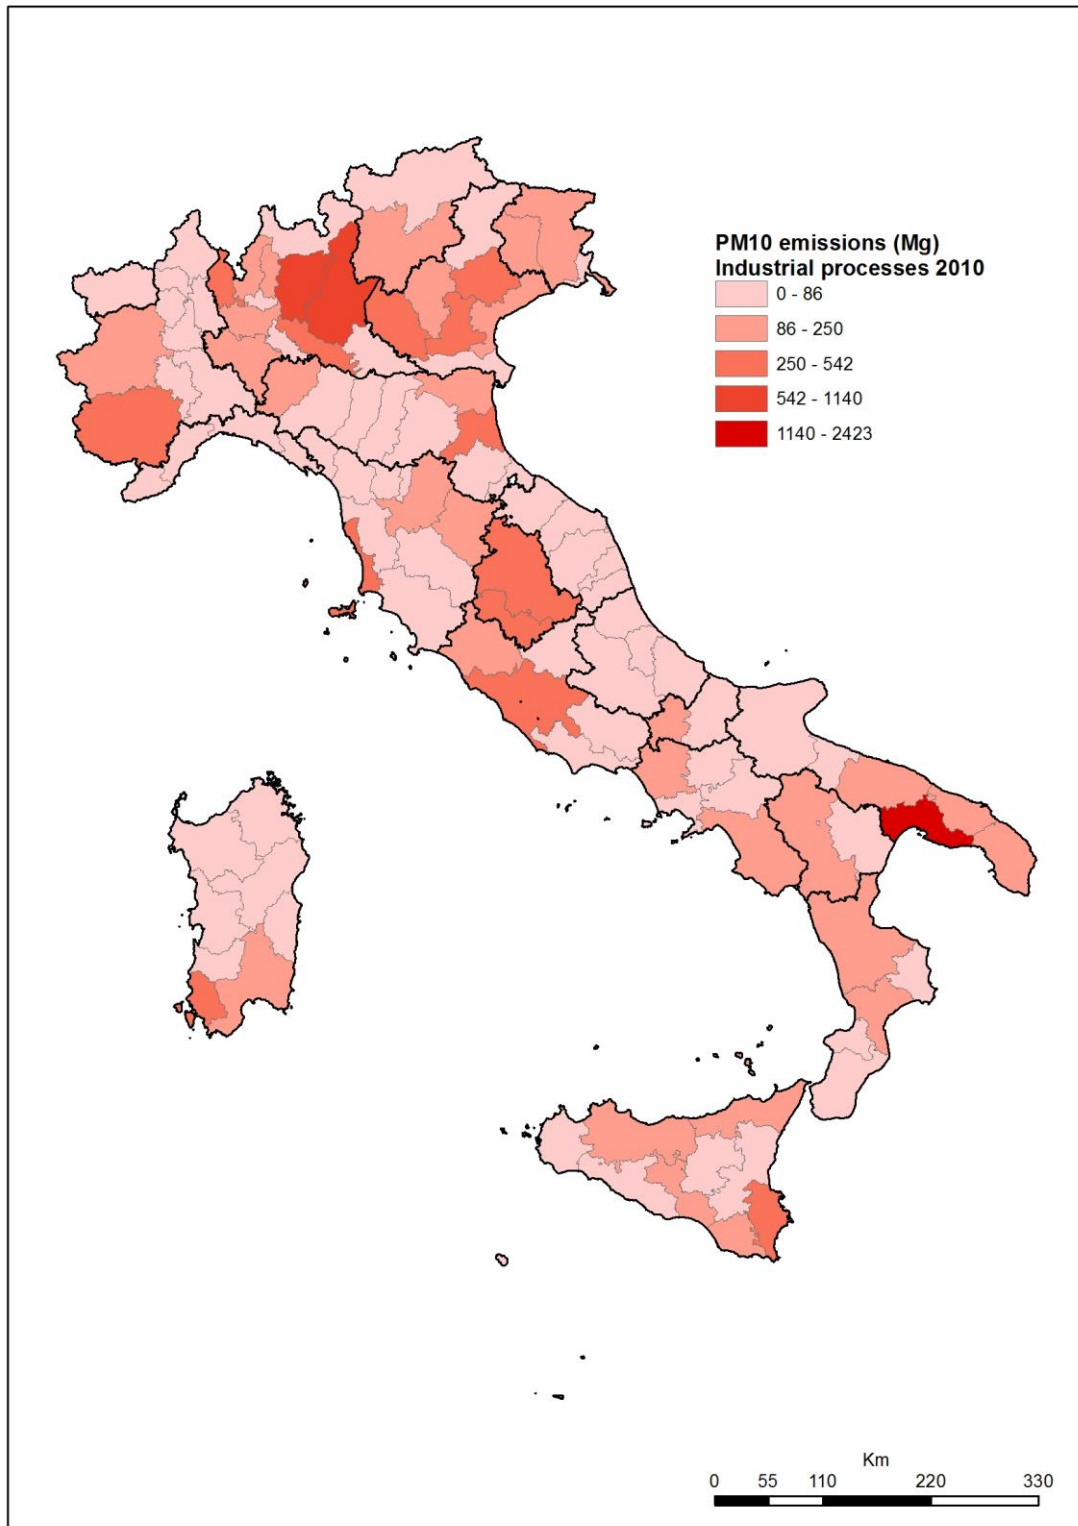 PM10 emissions (Mg)
Industrial processes 2010
0 - 86
86 - 250
250 - 542
542 - 1140
1140 - 2423
Km
0 55 110 220 330